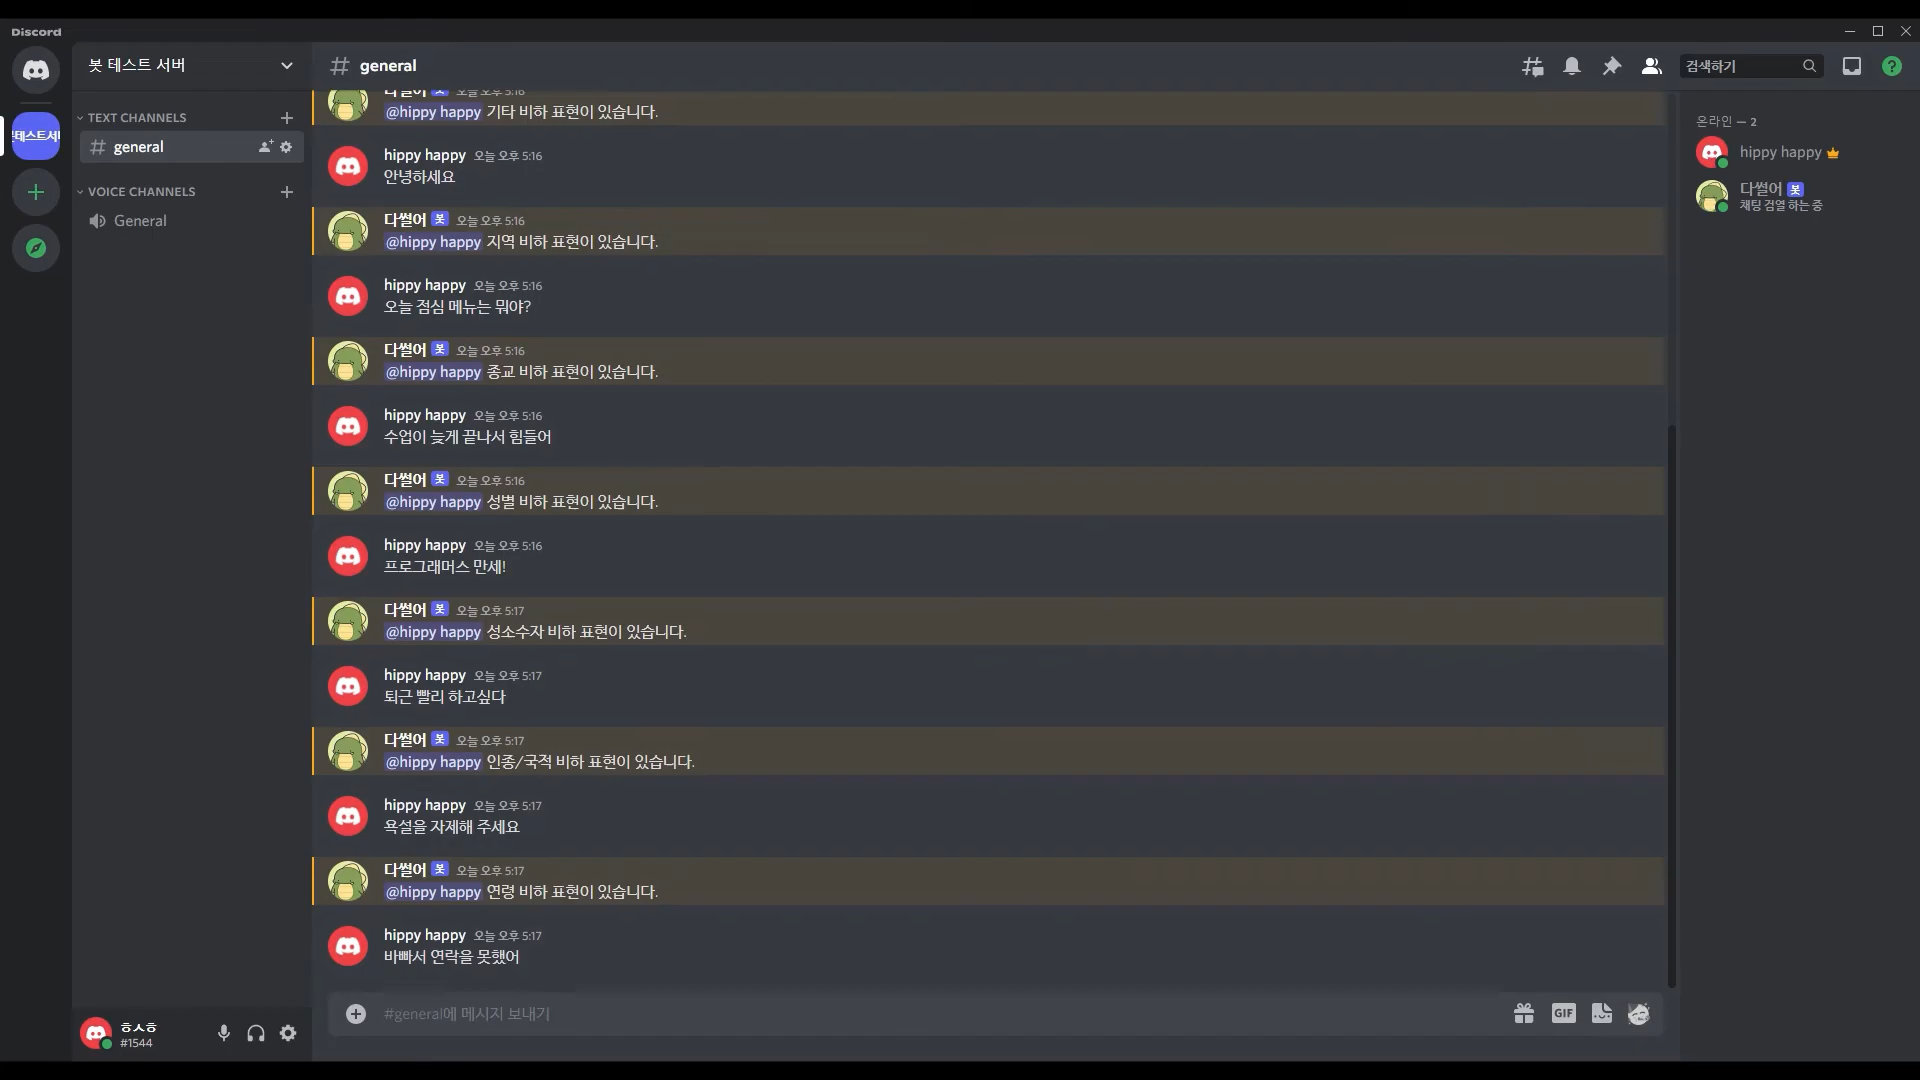 Discord
봇 테스트 서버
general
검색하기
TEXT CHANNELS
general
VOICE CHANNELS
General
다썰어 봇 오늘 오후 5:16
@hippy happy 기타 비하 표현이 있습니다.
hippy happy 오늘 오후 5:16
안녕하세요
다썰어 봇 오늘 오후 5:16
@hippy happy 지역 비하 표현이 있습니다.
hippy happy 오늘 오후 5:16
오늘 점심 메뉴는 뭐야?
다썰어 봇 오늘 오후 5:16
@hippy happy 종교 비하 표현이 있습니다.
hippy happy 오늘 오후 5:16
수업이 늦게 끝나서 힘들어
다썰어 봇 오늘 오후 5:16
@hippy happy 성별 비하 표현이 있습니다.
hippy happy 오늘 오후 5:16
프로그래머스 만세!
다썰어 봇 오늘 오후 5:17
@hippy happy 성소수자 비하 표현이 있습니다.
hippy happy 오늘 오후 5:17
퇴근 빨리 하고싶다
다썰어 봇 오늘 오후 5:17
@hippy happy 인종/국적 비하 표현이 있습니다.
hippy happy 오늘 오후 5:17
욕설을 자제해 주세요
다썰어 봇 오늘 오후 5:17
@hippy happy 연령 비하 표현이 있습니다.
hippy happy 오늘 오후 5:17
바빠서 연락을 못했어
#general에 메시지 보내기
GIF
온라인 — 2
hippy happy
다썰어 봇
채팅 검열 하는 중
ㅎㅅㅎ
#1544